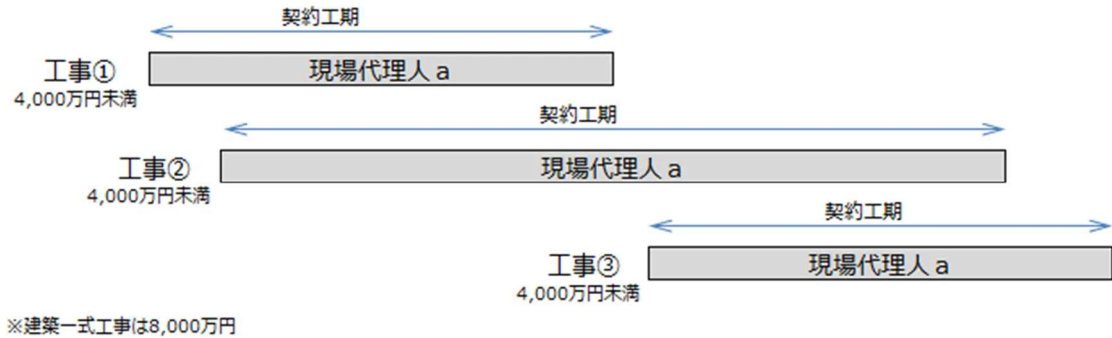 契約工期
工事① 現場代理人 a
4,000万円未満
契約工期
工事② 現場代理人 a
4,000万円未満
契約工期
工事③ 現場代理人 a
4,000万円未満
※建築一式工事は8,000万円